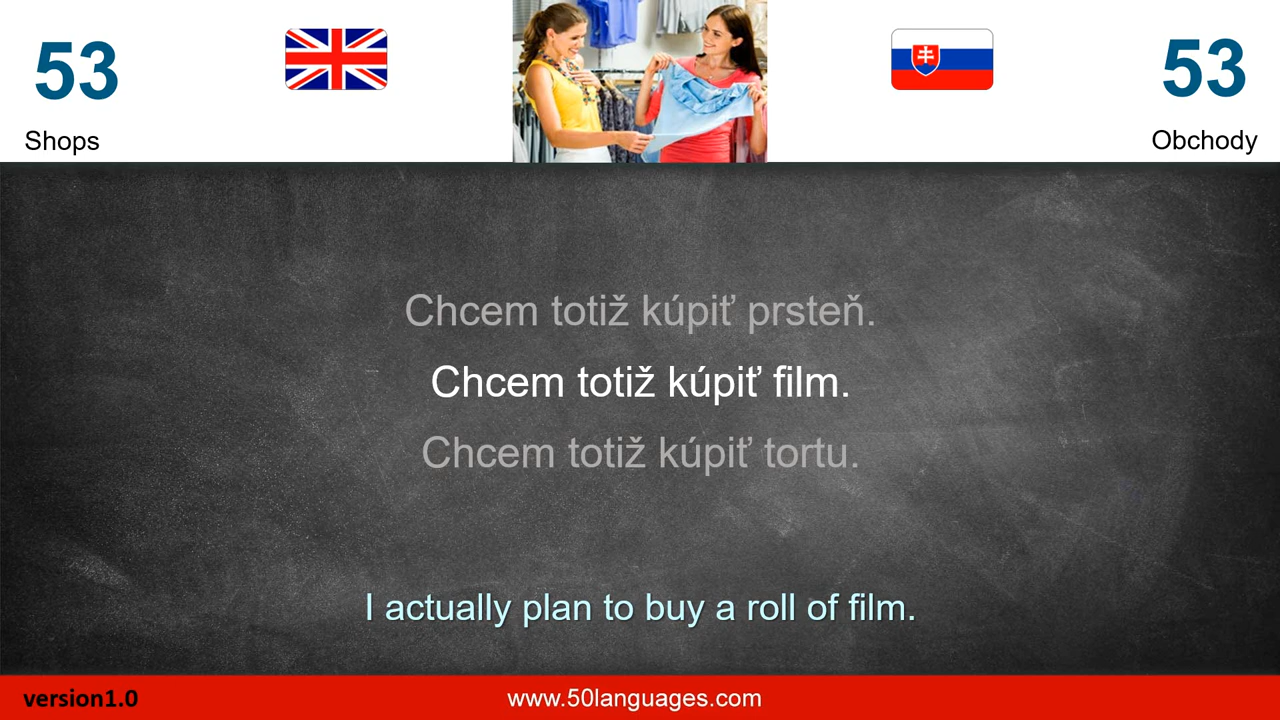 53
53
Shops
Obchody
Chcem totiž kúpiť prsteň.
Chcem totiž kúpiť film.
Chcem totiž kúpiť tortu.
I actually plan to buy a roll of film.
version1.0
www.50languages.com